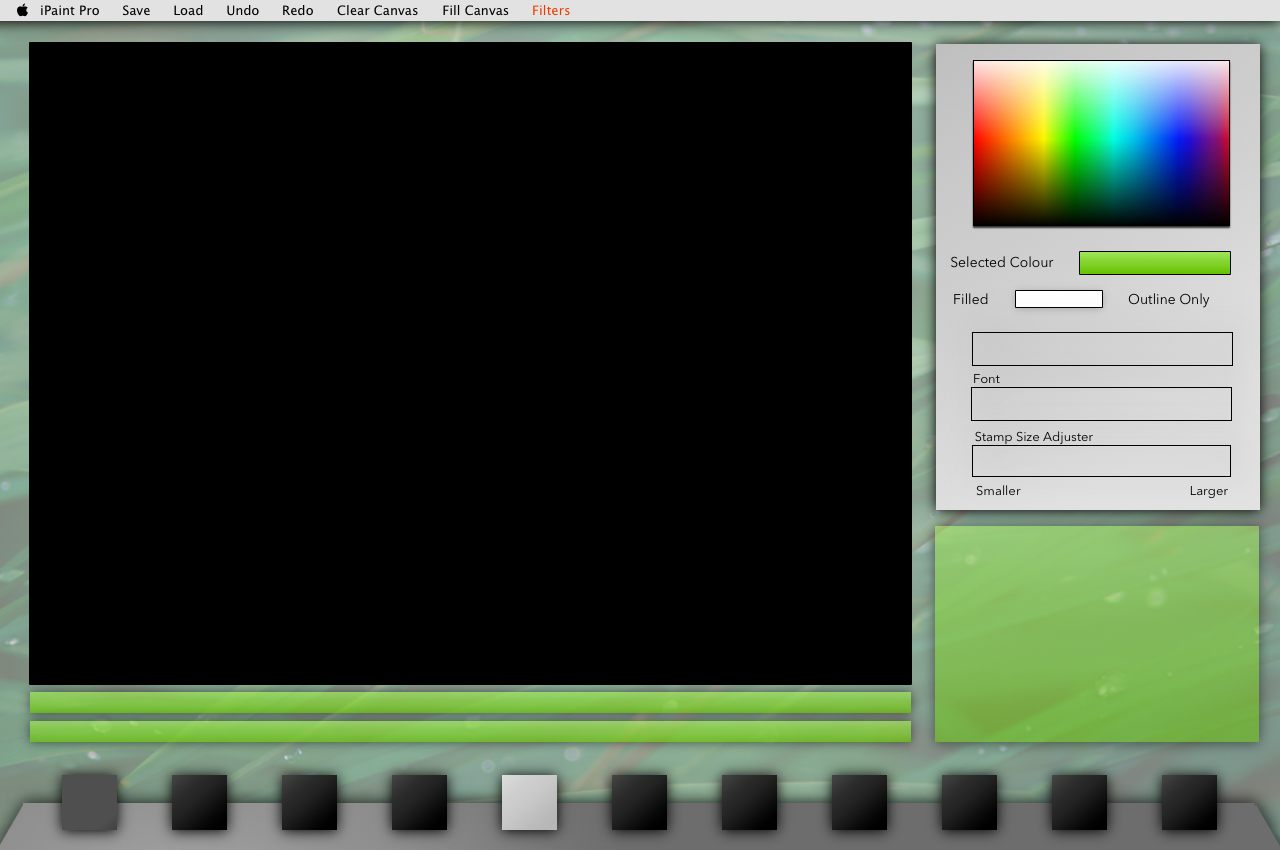 iPaint Pro Save Load Undo Redo Clear Canvas Fill Canvas Filters
Selected Colour
Filled Outline Only
Font
Stamp Size Adjuster
Smaller Larger